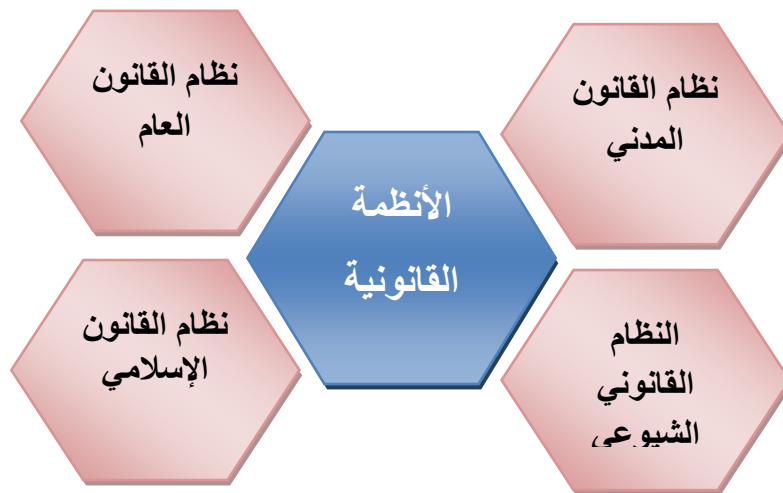 نظام القانون
المدني
نظام القانون
العام
الأنظمة
القانونية
النظام
القانوني
الشيوعي
نظام القانون
الإسلامي